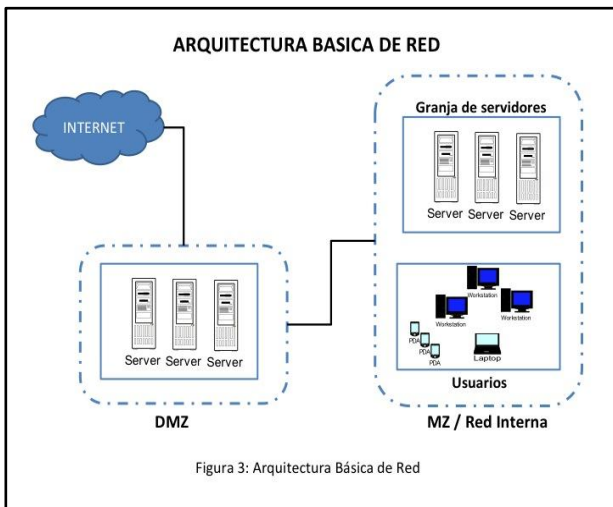 ARQUITECTURA BASICA DE RED
INTERNET
Granja de servidores
Server Server Server
Server Server Server
DMZ
Workstation
Workstation
Workstation
PDA
PDA
PDA
Laptop
Usuarios
MZ / Red Interna
Figura 3: Arquitectura Básica de Red